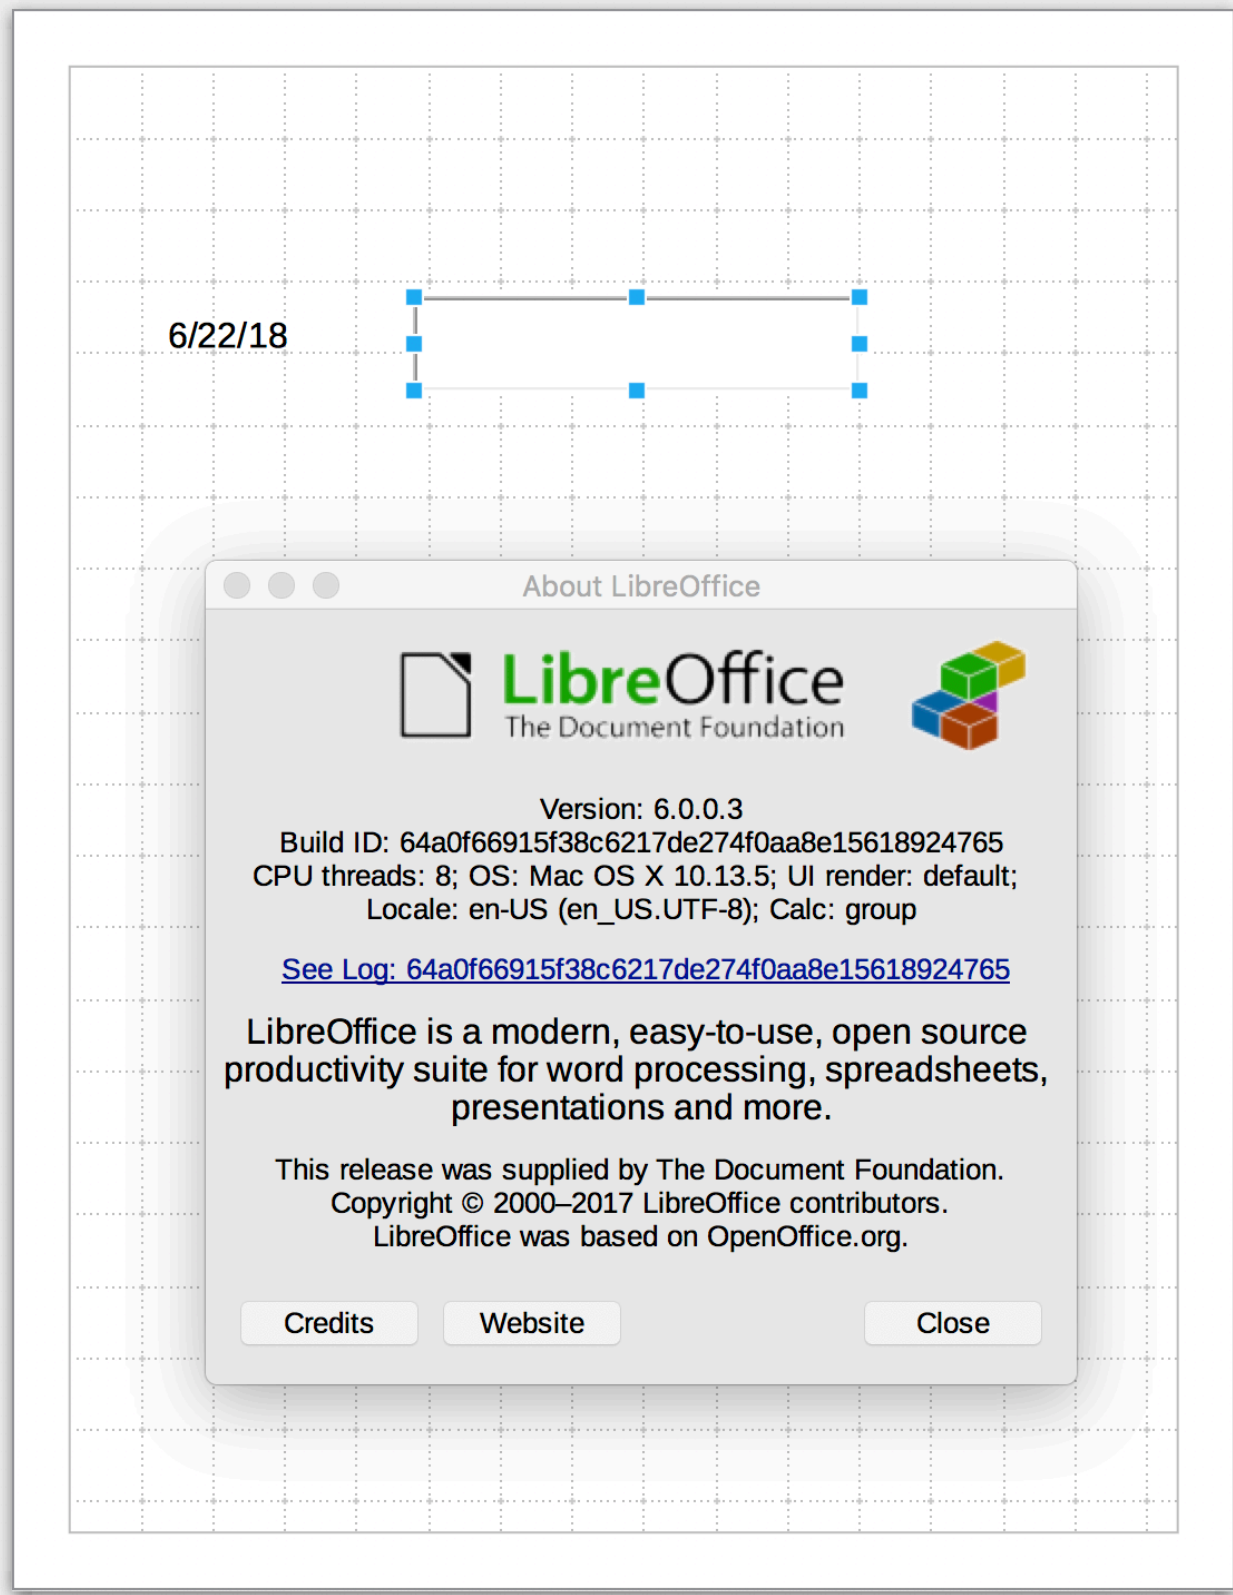 6/22/18
About LibreOffice
LibreOffice
The Document Foundation
Version: 6.0.0.3
Build ID: 64a0f66915f38c6217de274f0aa8e15618924765
CPU threads: 8; OS: Mac OS X 10.13.5; UI render: default;
Locale: en-US (en_US.UTF-8); Calc: group
See Log: 64a0f66915f38c6217de274f0aa8e15618924765
LibreOffice is a modern, easy-to-use, open source
productivity suite for word processing, spreadsheets,
presentations and more.
This release was supplied by The Document Foundation.
Copyright © 2000–2017 LibreOffice contributors.
LibreOffice was based on OpenOffice.org.
Credits
Website
Close